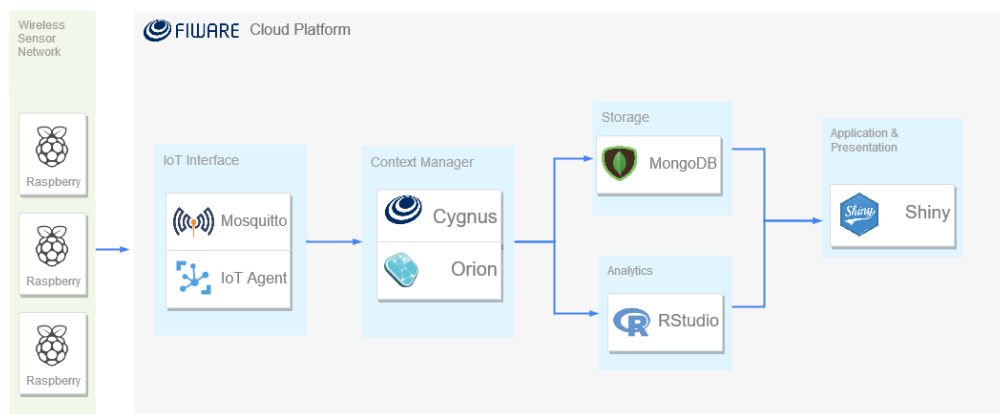 Wireless
Sensor
Network
Raspberry
Raspberry
Raspberry
FIWARE Cloud Platform
IoT Interface
Mosquitto
IoT Agent
Context Manager
Cygnus
Orion
Storage
MongoDB
Analytics
R RStudio
Application &
Presentation
Shiny Shiny